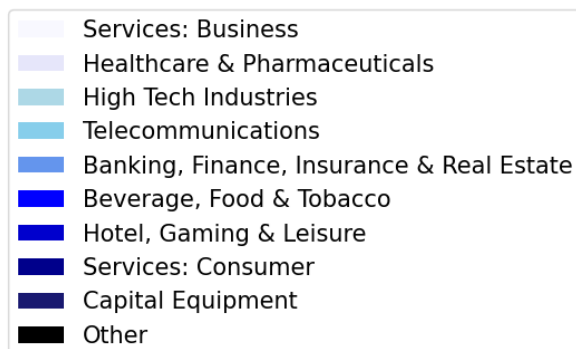 Services: Business
Healthcare & Pharmaceuticals
High Tech Industries
Telecommunications
Banking, Finance, Insurance & Real Estate
Beverage, Food & Tobacco
Hotel, Gaming & Leisure
Services: Consumer
Capital Equipment
Other